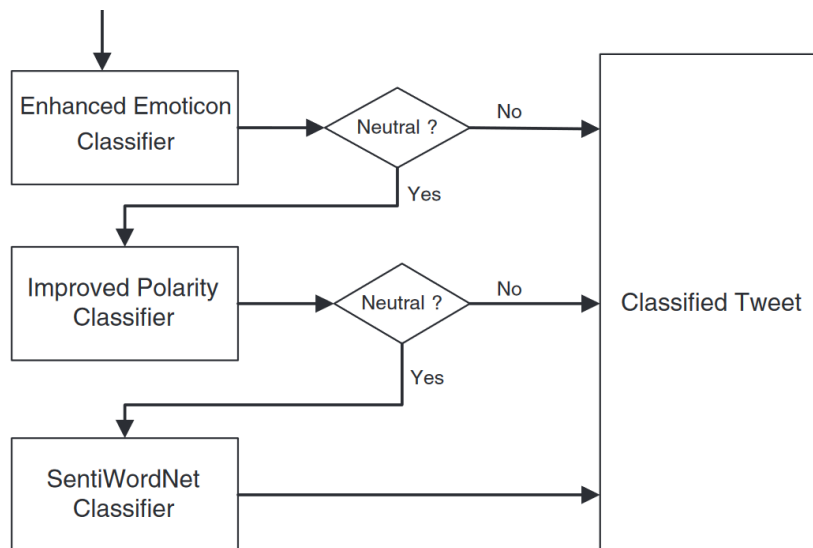 Enhanced Emoticon
Classifier
Neutral ?
No
Yes
Improved Polarity
Classifier
Neutral ?
No
Classified Tweet
Yes
SentiWordNet
Classifier